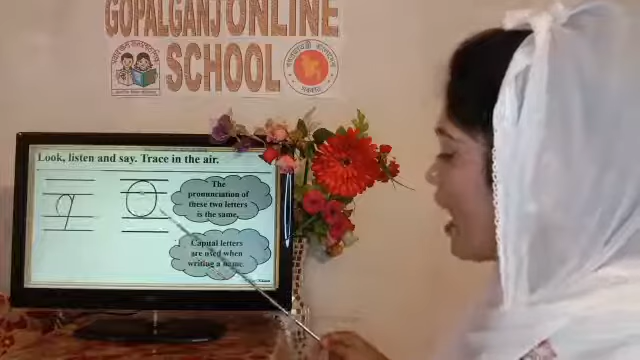 GOPALGANJ ONLINE
SCHOOL
Look, listen and say. Trace in the air.
q
Q
The
pronunciation of
these two letters
is the same.
Capital letters
are used when
writing a name.